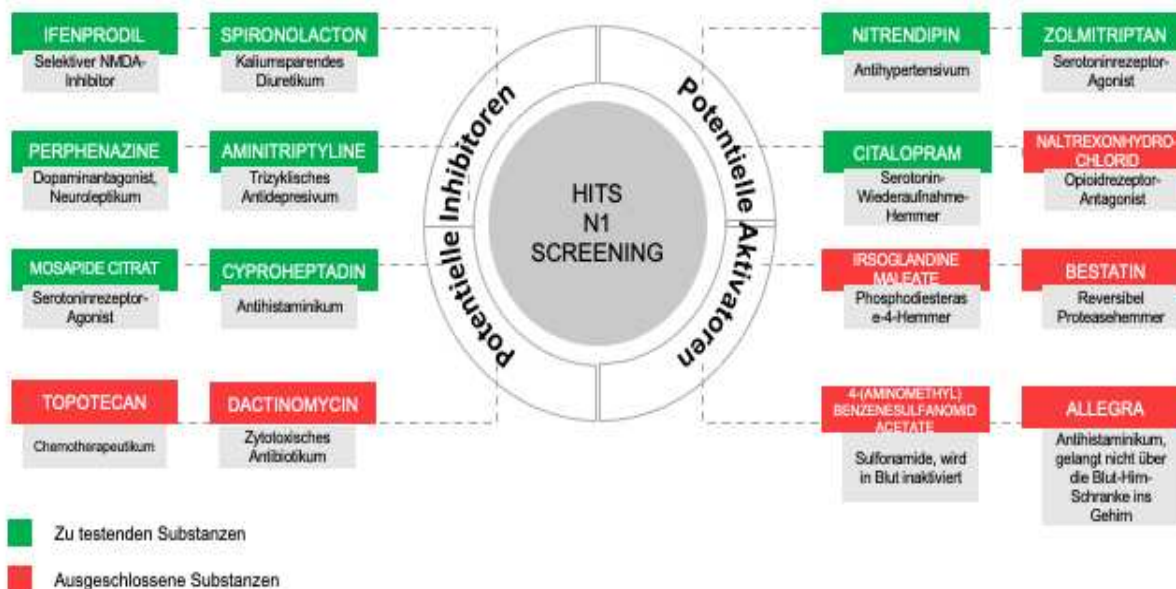 IFENPRODIL
Selektiver NMDA-
Inhibitor
SPIRONOLACTON
Kaliumsparendes
Diuretikum
PERPHENAZINE
Dopaminantagonist,
Neuroleptikum
AMINITRIPTYLINE
Trizyklisches
Antidepresivum
MOSAPIDE CITRAT
Serotoninrezeptor-
Agonist
CYPROHEPTADIN
Antihistaminikum
TOPOTECAN
Chemotherapeutikum
DACTINOMYCIN
Zytotoxisches
Antibiotikum
Potentielle Inhibitoren
HITS
N1
SCREENING
Potentielle Aktivatoren
NITRENDIPIN
Antihypertensivum
ZOLMITRIPTAN
Serotoninrezeptor-
Agonist
CITALOPRAM
Serotonin-
Wiederaufnahme-
Hemmer
NALTREXONHYDRO-
CHLORID
Opioidrezeptor-
Antagonist
IRSOGLANDINE
MALEATE
Phosphodiesteras
e-4-Hemmer
BESTATIN
Reversibel
Proteasehemmer
4-(AMINOMETHYL)
BENZENESULFANOMID
ACETATE
Sulfonamide, wird
in Blut inaktiviert
ALLEGRA
Antihistaminikum,
gelangt nicht über
die Blut-Hirn-
Schranke ins
Gehirn
Zu testenden Substanzen
Ausgeschlossene Substanzen